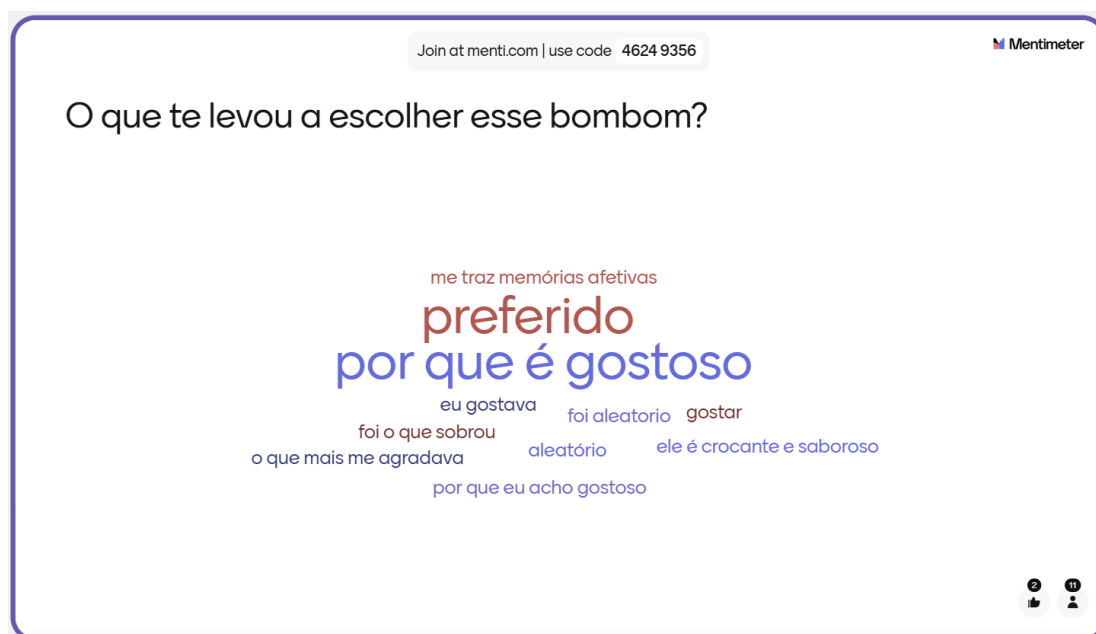 Join at menti.com | use code 4624 9356
Mentimeter
O que te levou a escolher esse bombom?
me traz memórias afetivas
preferido
por que é gostoso
eu gostava
foi aleatorio
gostar
foi o que sobrou
aleatório
ele é crocante e saboroso
o que mais me agradava
por que eu acho gostoso
2
11